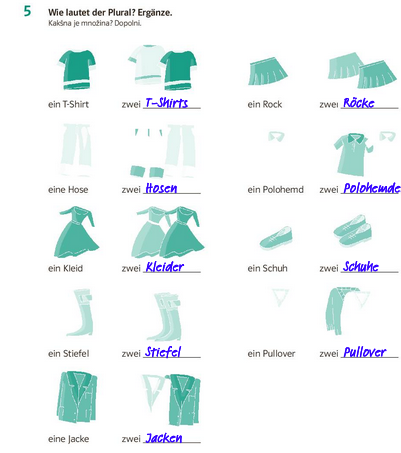 5 Wie lautet der Plural? Ergänze.
Kakšna je množina? Dopolni.
ein T-Shirt zwei T-Shirts ein Rock zwei Röcke
eine Hose zwei Hosen ein Polohemd zwei Polohemde
ein Kleid zwei Kleider ein Schuh zwei Schuhe
ein Stiefel zwei Stiefel ein Pullover zwei Pullover
eine Jacke zwei Jacken